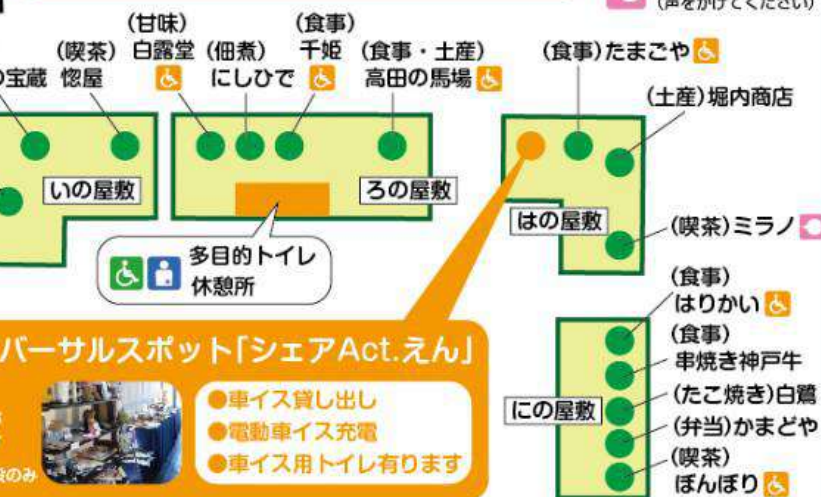 (声をかけてください)
(甘味)
白露堂
(佃煮)
にしひで
(食事)
千姫
(食事・土産)
高田の馬場
(喫茶)
惚屋
の宝蔵
(食事)たまごや
(土産)堀内商店
いの屋敷
ろの屋敷
はの屋敷
(喫茶)ミラノ
多目的トイレ
休憩所
(食事)
はりかい
(食事)
串焼き神戸牛
(たこ焼き)白鷺
(弁当)かまどや
(喫茶)
ぼんぼり
にの屋敷
バーサルスポット「シェアAct.えん」
●車イス貸し出し
●電動車イス充電
●車イス用トイレ有ります
のみ